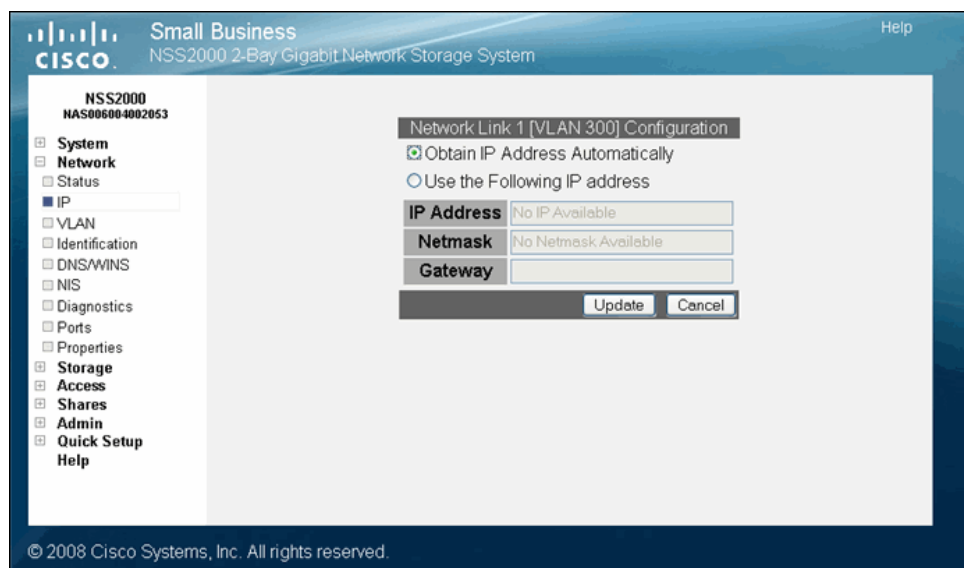 Small Business
Help
CISCO.
NSS2000 2-Bay Gigabit Network Storage System
NSS2000
NAS006004002053
System
Network
Status
IP
VLAN
Identification
DNS/WINS
NIS
Diagnostics
Ports
Properties
Storage
Access
Shares
Admin
Quick Setup
Help
Network Link 1 [VLAN 300] Configuration
Obtain IP Address Automatically
Use the Following IP address
IP Address No IP Available
Netmask No Netmask Available
Gateway
Update Cancel
© 2008 Cisco Systems, Inc. All rights reserved.